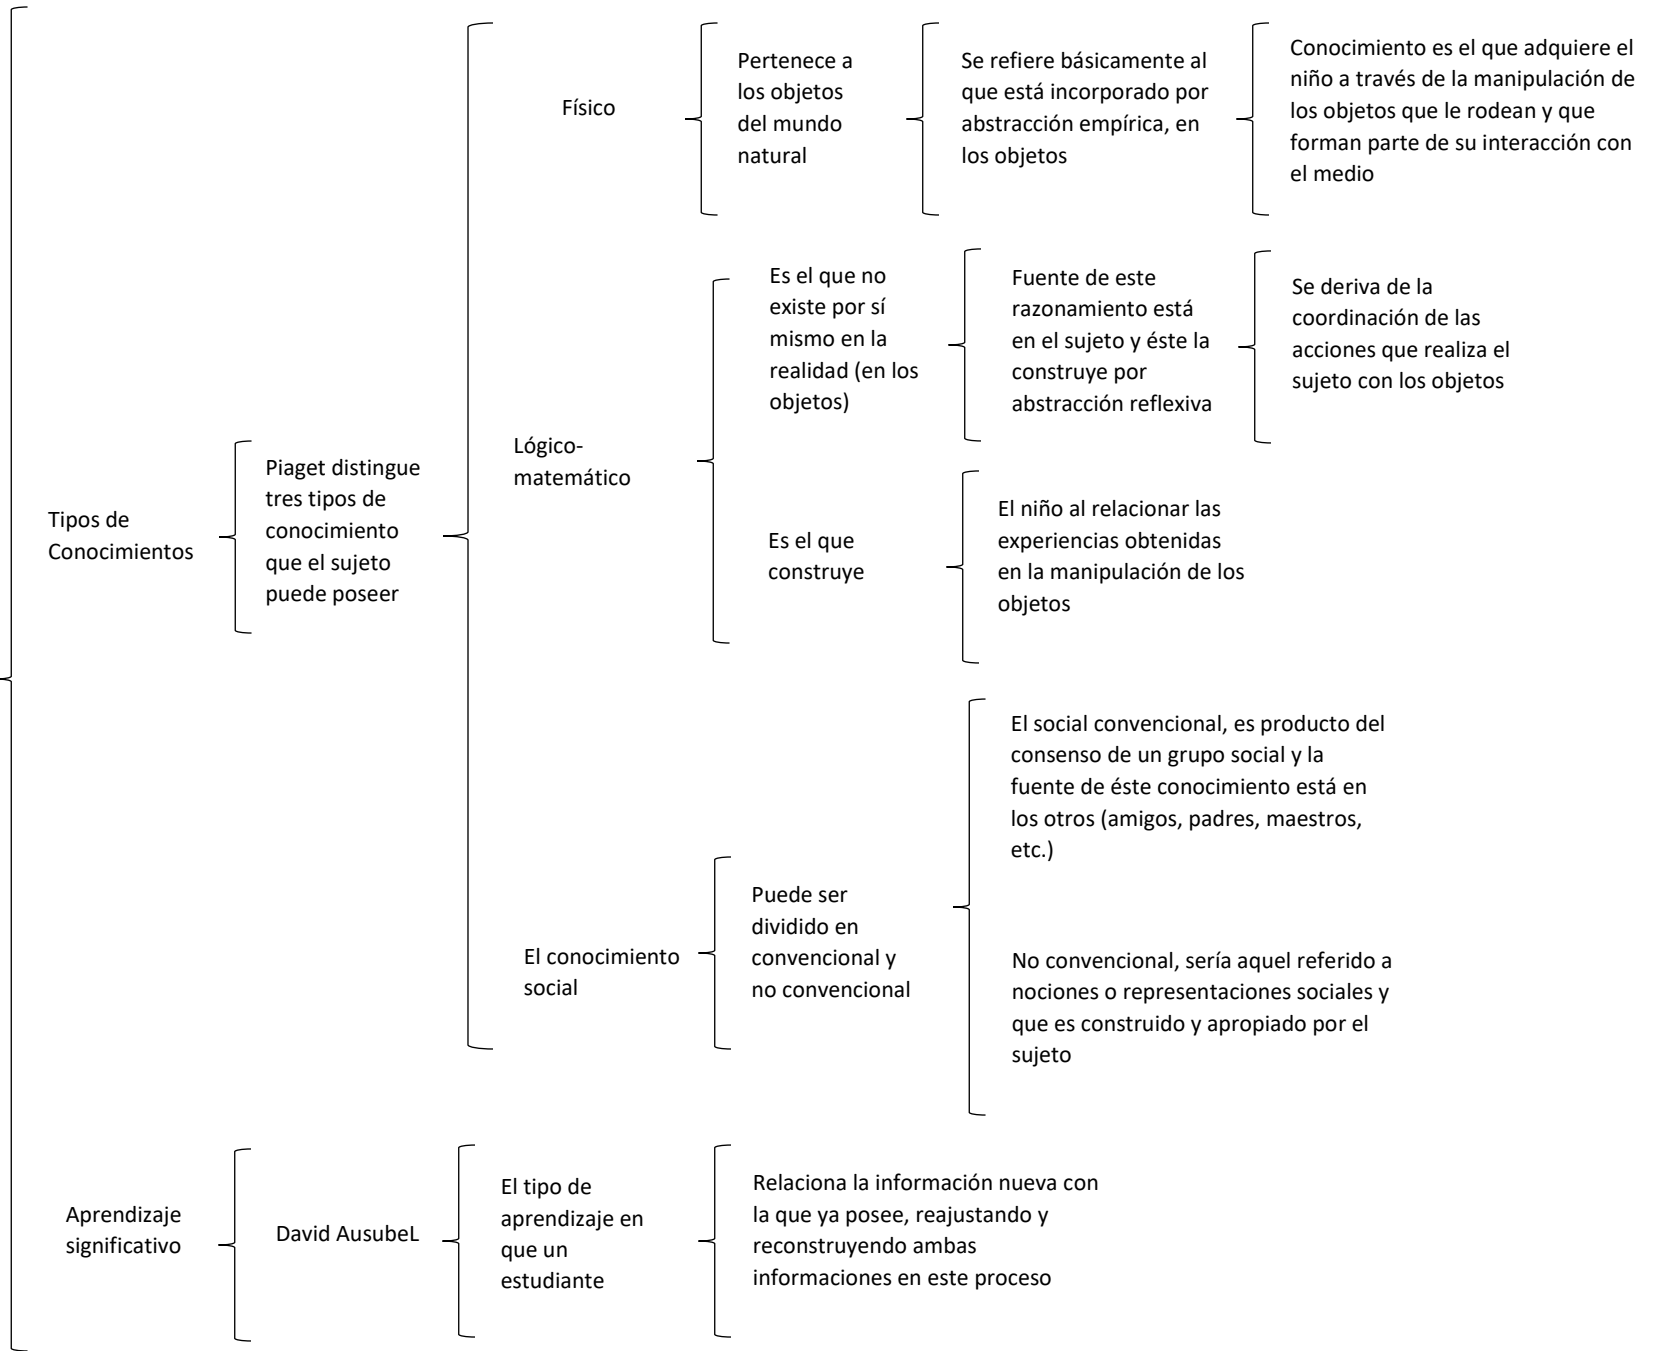 Tipos de
Conocimientos
Piaget distingue
tres tipos de
conocimiento
que el sujeto
puede poseer
Físico
Pertenece a
los objetos
del mundo
natural
Se refiere básicamente al
que está incorporado por
abstracción empírica, en
los objetos
Conocimiento es el que adquiere el
niño a través de la manipulación de
los objetos que le rodean y que
forman parte de su interacción con
el medio
Lógico-
matemático
Es el que no
existe por sí
mismo en la
realidad (en los
objetos)
Fuente de este
razonamiento está
en el sujeto y éste la
construye por
abstracción reflexiva
Se deriva de la
coordinación de las
acciones que realiza el
sujeto con los objetos
Es el que
construye
El niño al relacionar las
experiencias obtenidas
en la manipulación de los
objetos
El conocimiento
social
Puede ser
dividido en
convencional y
no convencional
El social convencional, es producto del
consenso de un grupo social y la
fuente de éste conocimiento está en
los otros (amigos, padres, maestros,
etc.)
No convencional, sería aquel referido a
nociones o representaciones sociales y
que es construido y apropiado por el
sujeto
Aprendizaje
significativo
David AusubeL
El tipo de
aprendizaje en
que un
estudiante
Relaciona la información nueva con
la que ya posee, reajustando y
reconstruyendo ambas
informaciones en este proceso